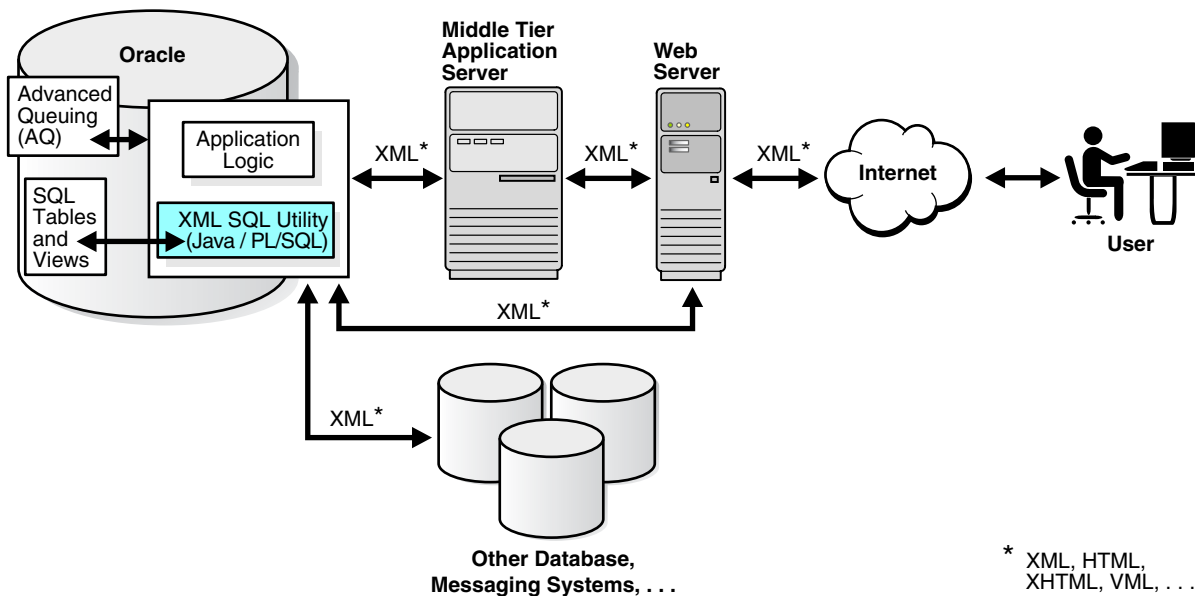 Oracle
Advanced
Queuing
(AQ)
Application
Logic
SQL
Tables
and
Views
XML SQL Utility
(Java / PL/SQL)
XML*
Middle Tier
Application
Server
XML*
Web
Server
XML*
Internet
User
XML*
XML*
Other Database,
Messaging Systems, . . .
* XML, HTML,
XHTML, VML, . . .